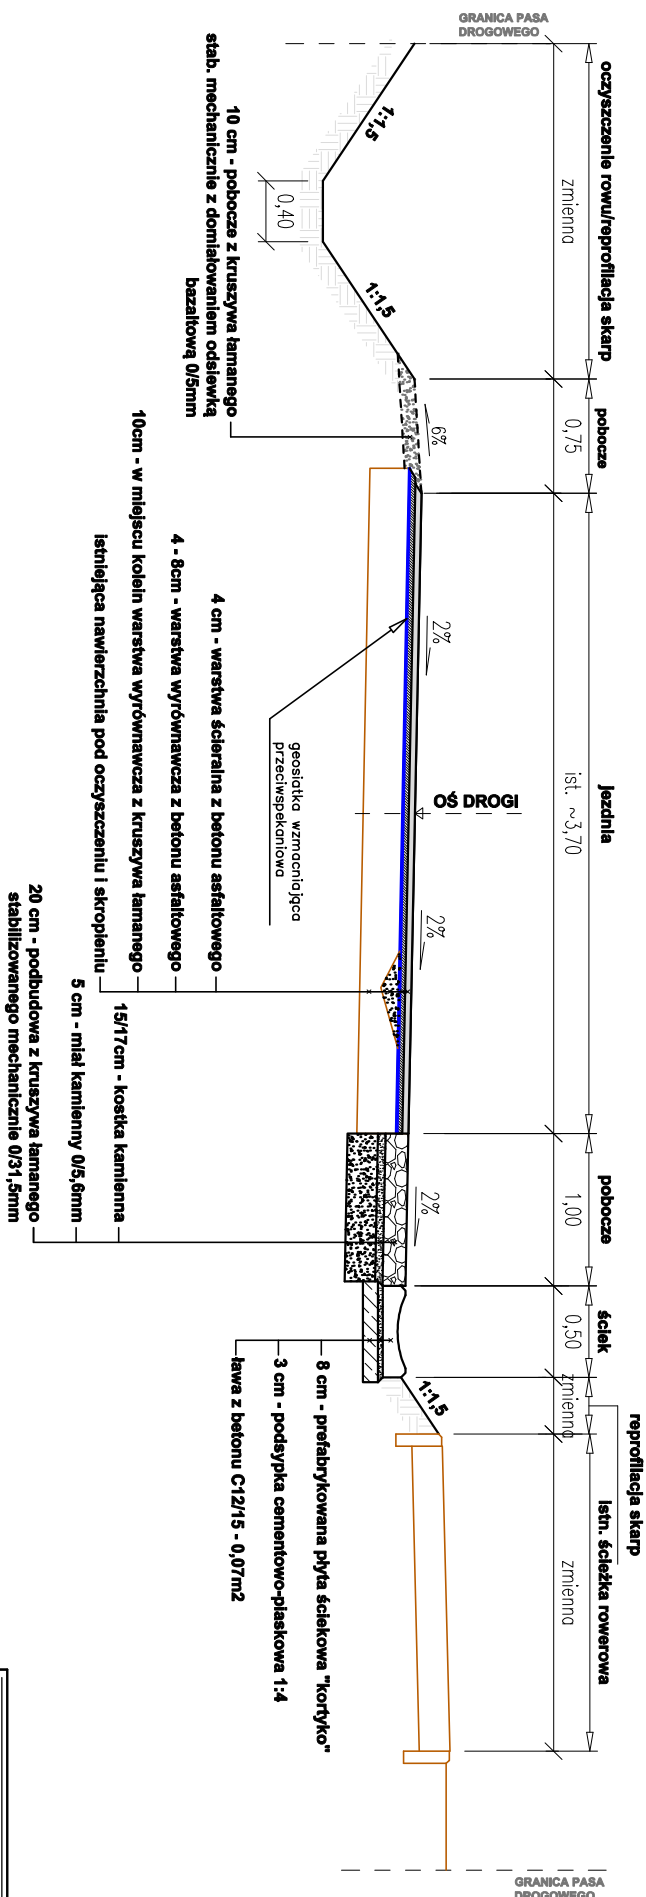 GRANICA PASA
DROGOWEGO
oczyszczenie rowu/reprofilacja skarp
zmienna
pobocze
0,75
jezdnia
ist. ~3,70
pobocze
1,00
ściek
0,50
reprofilacja skarp
zmienna
istn. ścieżka rowerowa
zmienna
1:1,5
0,40
1:1,5
6%
2%
OŚ DROGI
2%
2%
1:1,5
10 cm - pobocze z kruszywa łamanego
stab. mechanicznie z domiałowaniem odsiewką
bazaltową 0/5mm
geosiatka wzmacniająca
przeciwspękaniowa
4 cm - warstwa ścieralna z betonu asfaltowego
4 - 8cm - warstwa wyrównawcza z betonu asfaltowego
10cm - w miejscu kolein warstwa wyrównawcza z kruszywa łamanego
istniejąca nawierzchnia pod oczyszczeniu i skropieniu
15/17cm - kostka kamienna
5 cm - miał kamienny 0/5,6mm
20 cm - podbudowa z kruszywa łamanego
stabilizowanego mechanicznie 0/31,5mm
8 cm - prefabrykowana płyta ściekowa "kortyko"
3 cm - podsypka cementowo-piaskowa 1:4
ława z betonu C12/15 - 0,07m2
GRANICA PASA
DROGOWEGO